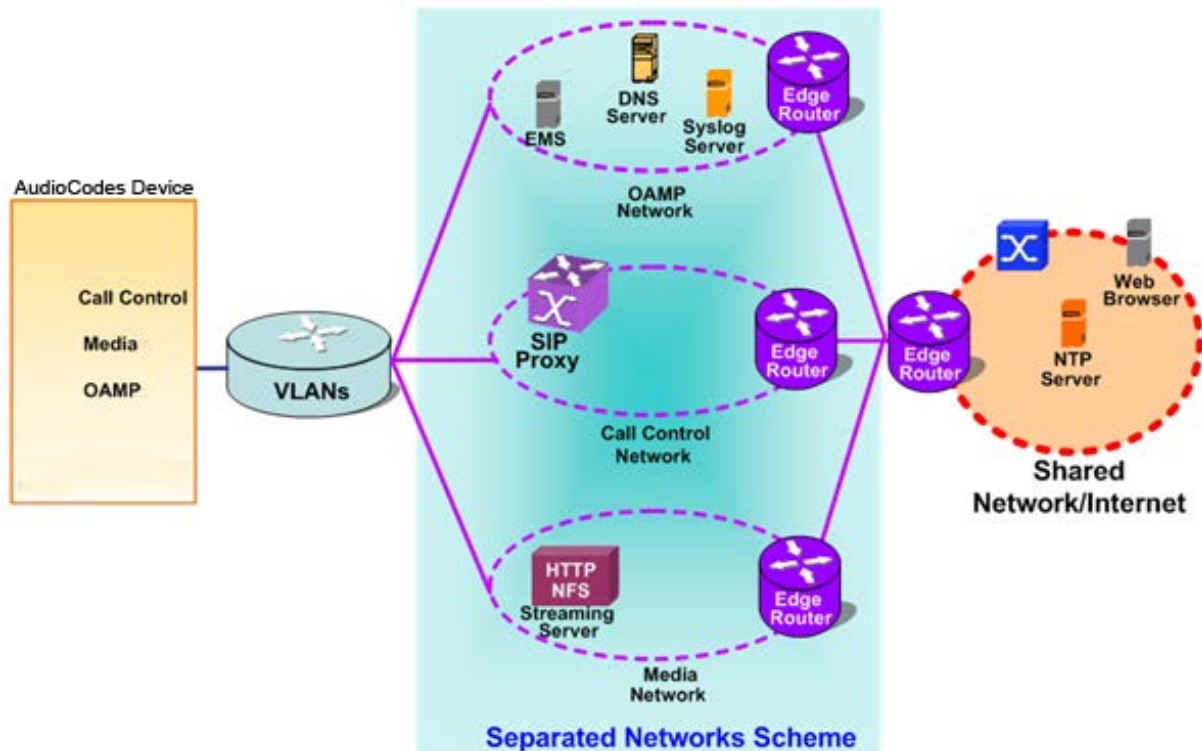 AudioCodes Device
Call Control
Media
OAMP
VLANs
EMS
DNS
Server
Syslog
Server
Edge
Router
OAMP
Network
SIP
Proxy
Edge
Router
Call Control
Network
HTTP
NFS
Streaming
Server
Edge
Router
Media
Network
Separated Networks Scheme
Edge
Router
Web
Browser
NTP
Server
Shared
Network/Internet